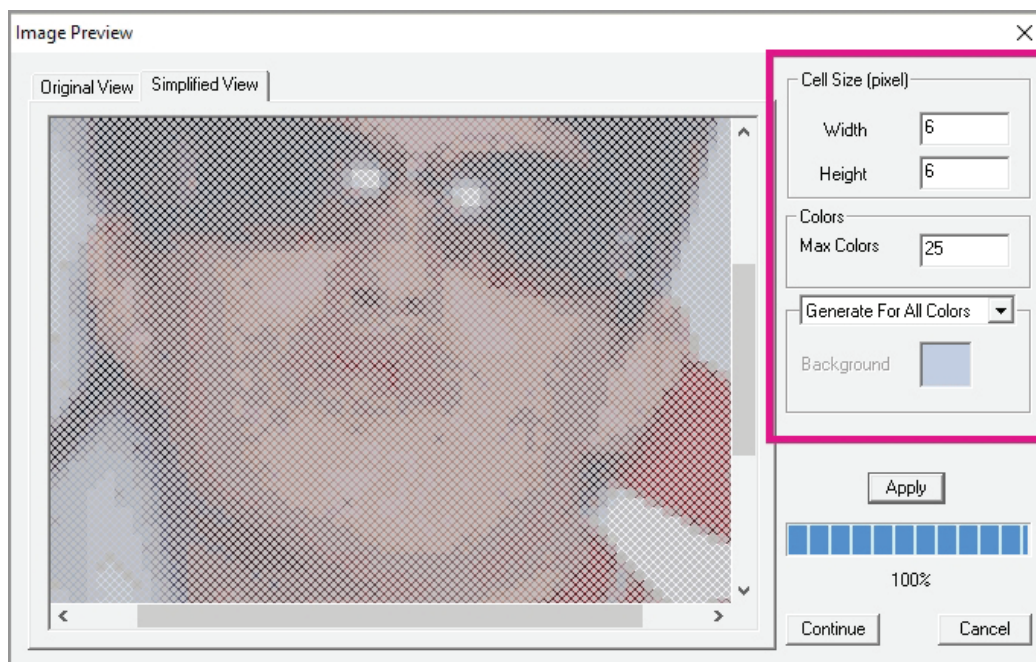 Image Preview
Original View
Simplified View
Cell Size (pixel)
Width 6
Height 6
Colors
Max Colors 25
Generate For All Colors
Background
Apply
100%
Continue Cancel